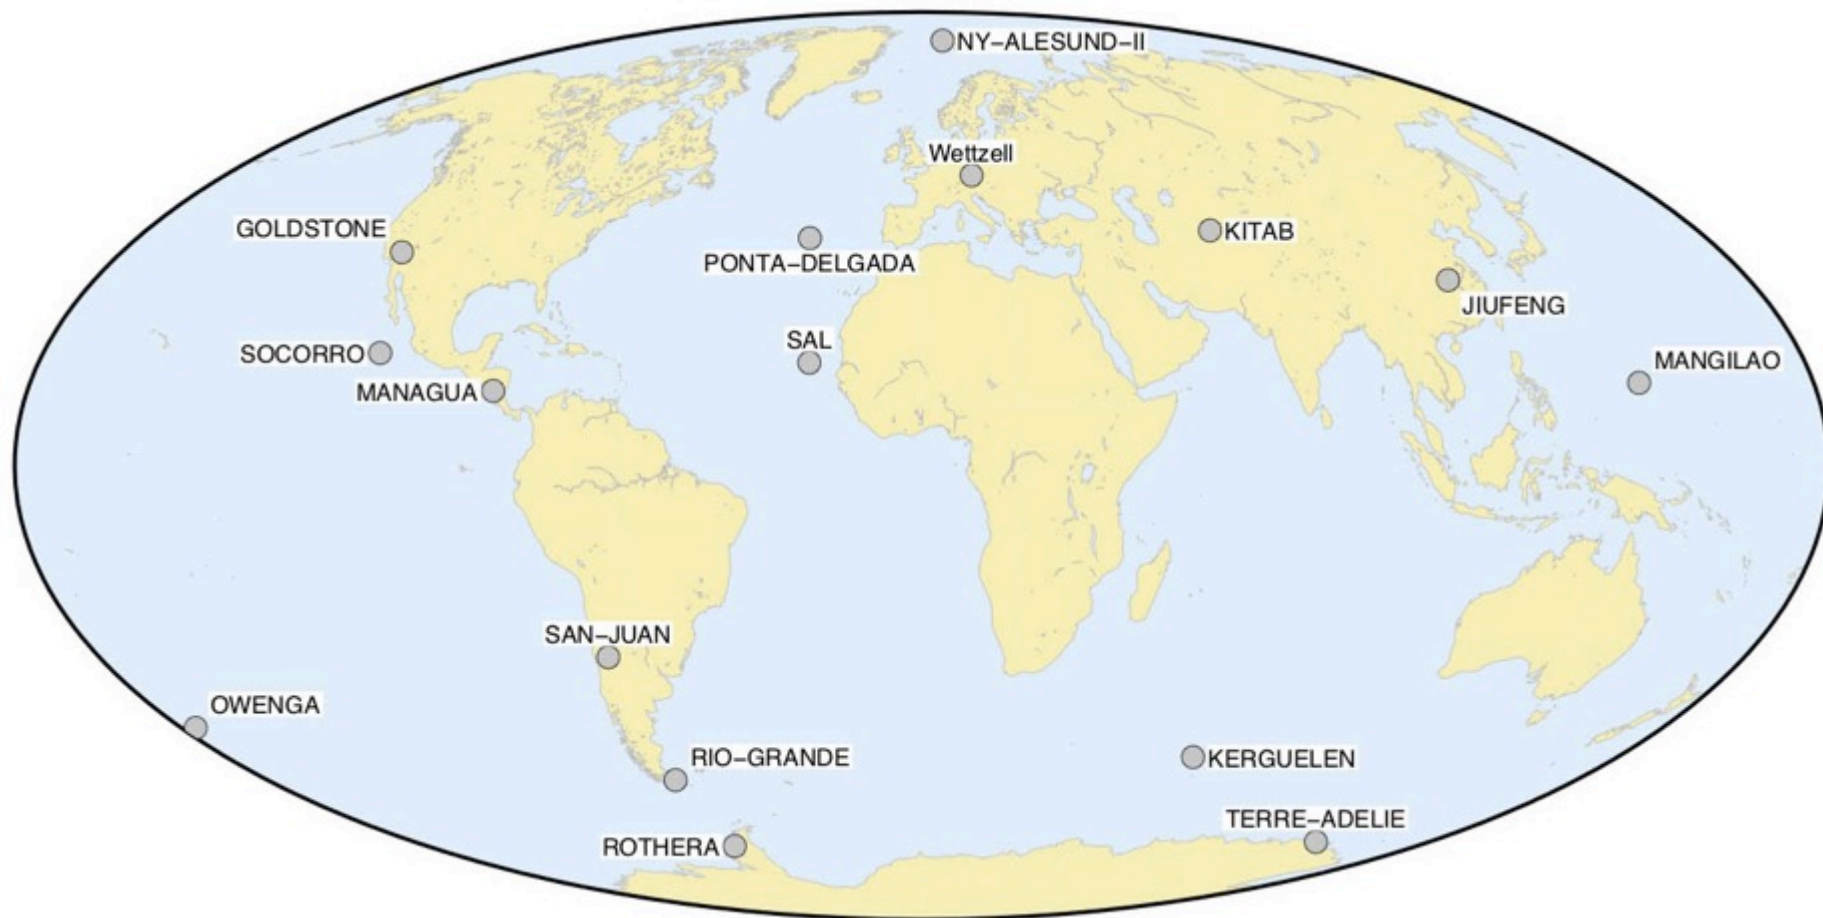 NY-ALESUND-II
Wettzell
GOLDSTONE
KITAB
PONTA-DELGADA
JIUFENG
SAL
SOCORRO
MANGILAO
MANAGUA
SAN-JUAN
OWENGA
RIO-GRANDE
KERGUELEN
TERRE-ADELIE
ROTHERA